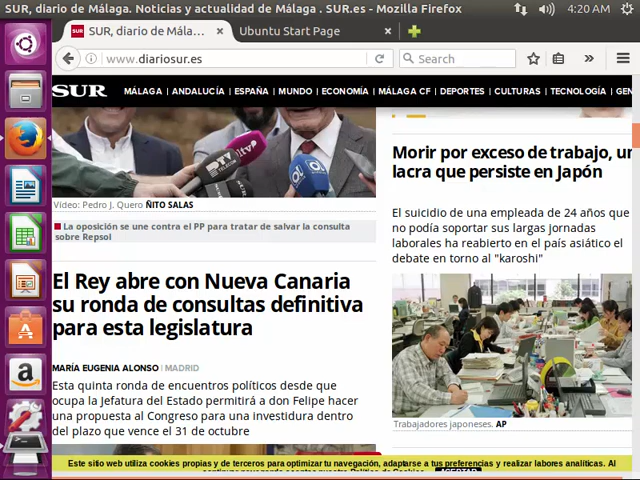 SUR, diario de Málaga. Noticias y actualidad de Málaga . SUR.es - Mozilla Firefox
4:20 AM
SUR
SUR, diario de Mála...
Ubuntu Start Page
www.diariosur.es
Search
SUR
MÁLAGA | ANDALUCÍA | ESPAÑA | MUNDO | ECONOMÍA | MÁLAGA CF | DEPORTES | CULTURAS | TECNOLOGÍA | GEN
Vídeo: Pedro J. Quero ÑITO SALAS
La oposición se une contra el PP para tratar de salvar la consulta
sobre Repsol
El Rey abre con Nueva Canaria
su ronda de consultas definitiva
para esta legislatura
MARÍA EUGENIA ALONSO | MADRID
Esta quinta ronda de encuentros políticos desde que
ocupa la Jefatura del Estado permitirá a don Felipe hacer
una propuesta al Congreso para una investidura dentro
del plazo que vence el 31 de octubre
Morir por exceso de trabajo, un
lacra que persiste en Japón
El suicidio de una empleada de 24 años que
no podía soportar sus largas jornadas
laborales ha reabierto en el país asiático el
debate en torno al "karoshi"
Trabajadores japoneses. AP
Este sitio web utiliza cookies propias y de terceros para optimizar tu navegación, adaptarse a tus preferencias y realizar labores analíticas. Al